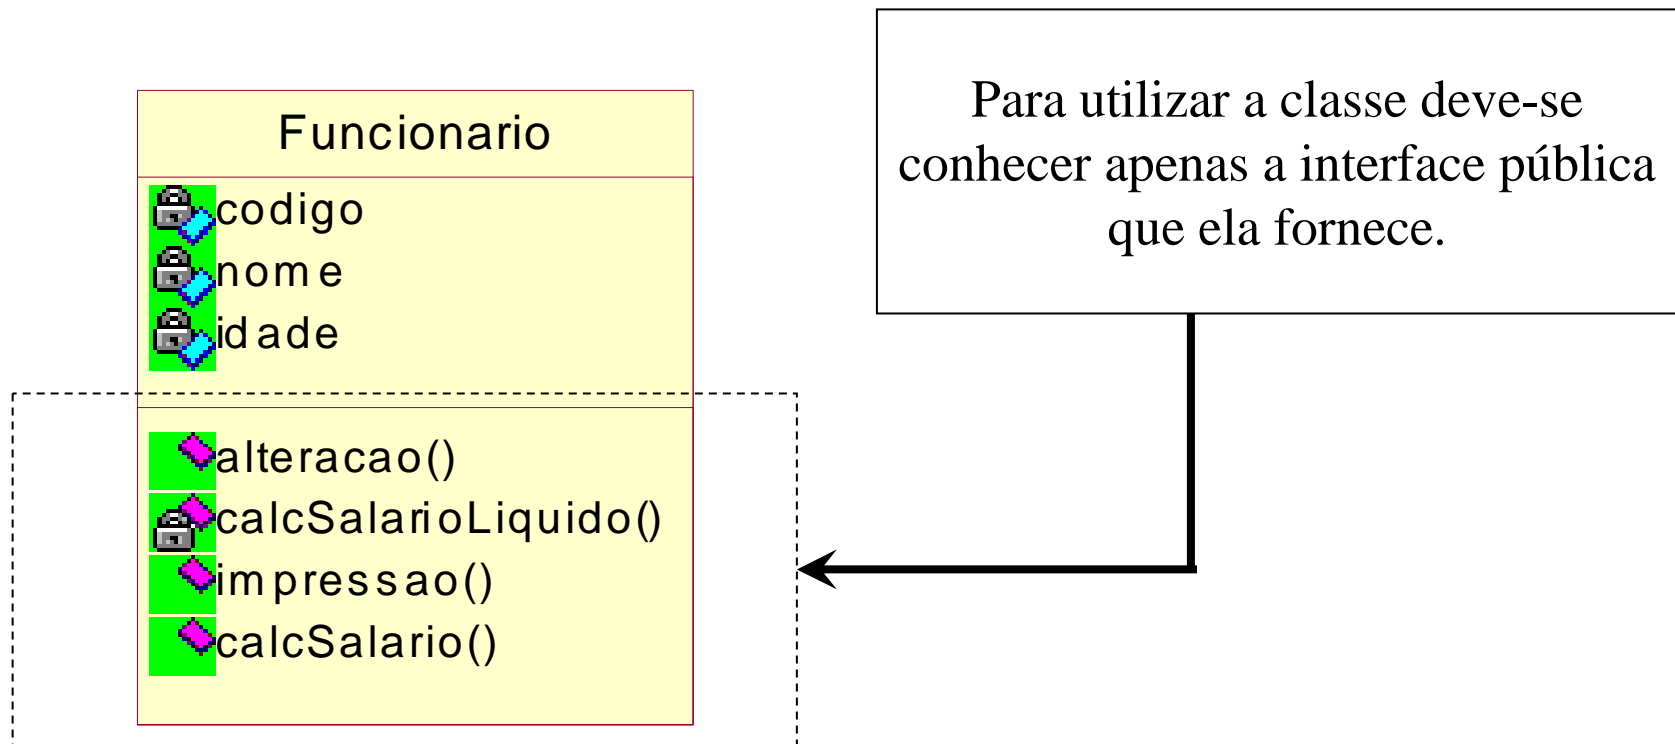 Funcionario
codigo
nome
idade
alteracao()
calcSalarioLiquido()
impressao()
calcSalario()
Para utilizar a classe deve-se
conhecer apenas a interface pública
que ela fornece.